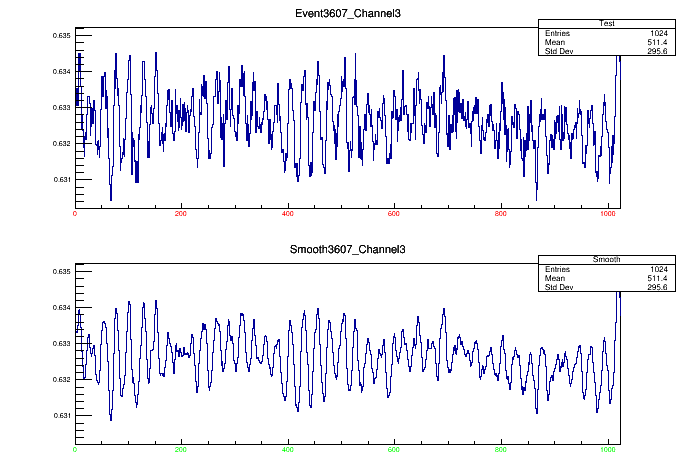 Event3607_Channel3
Test
Entries 1024
Mean 511.4
Std Dev 295.6
0.635
0.634
0.633
0.632
0.631
0 200 400 600 800 1000
Smooth3607_Channel3
Smooth
Entries 1024
Mean 511.4
Std Dev 295.6
0.635
0.634
0.633
0.632
0.631
0 200 400 600 800 1000